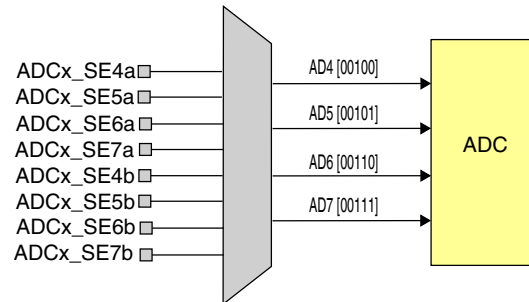 ADCx_SE4a
ADCx_SE5a
ADCx_SE6a
ADCx_SE7a
ADCx_SE4b
ADCx_SE5b
ADCx_SE6b
ADCx_SE7b
AD4 [00100]
AD5 [00101]
AD6 [00110]
AD7 [00111]
ADC